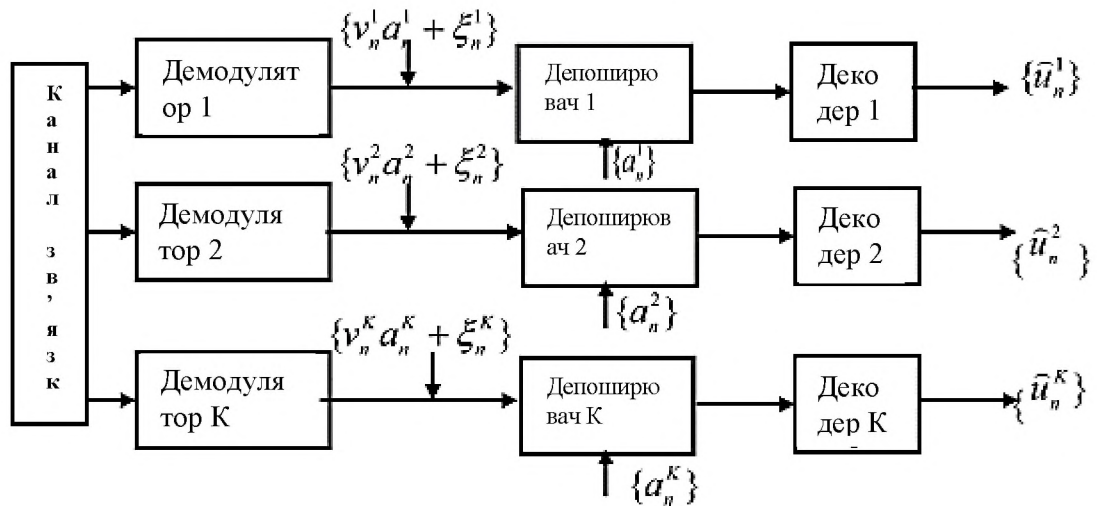 Канал зв’язк
{v_n^1 a_n^1 + ξ_n^1}
Демодулят
ор 1
Депоширю
вач 1
{a_n^1}
Деко
дер 1
{û_n^1}
{v_n^2 a_n^2 + ξ_n^2}
Демодуля
тор 2
Депоширюв
ач 2
{a_n^2}
Деко
дер 2
{û_n^2}
{v_n^K a_n^K + ξ_n^K}
Демодуля
тор К
Депоширю
вач К
{a_n^K}
Деко
дер К
{û_n^K}